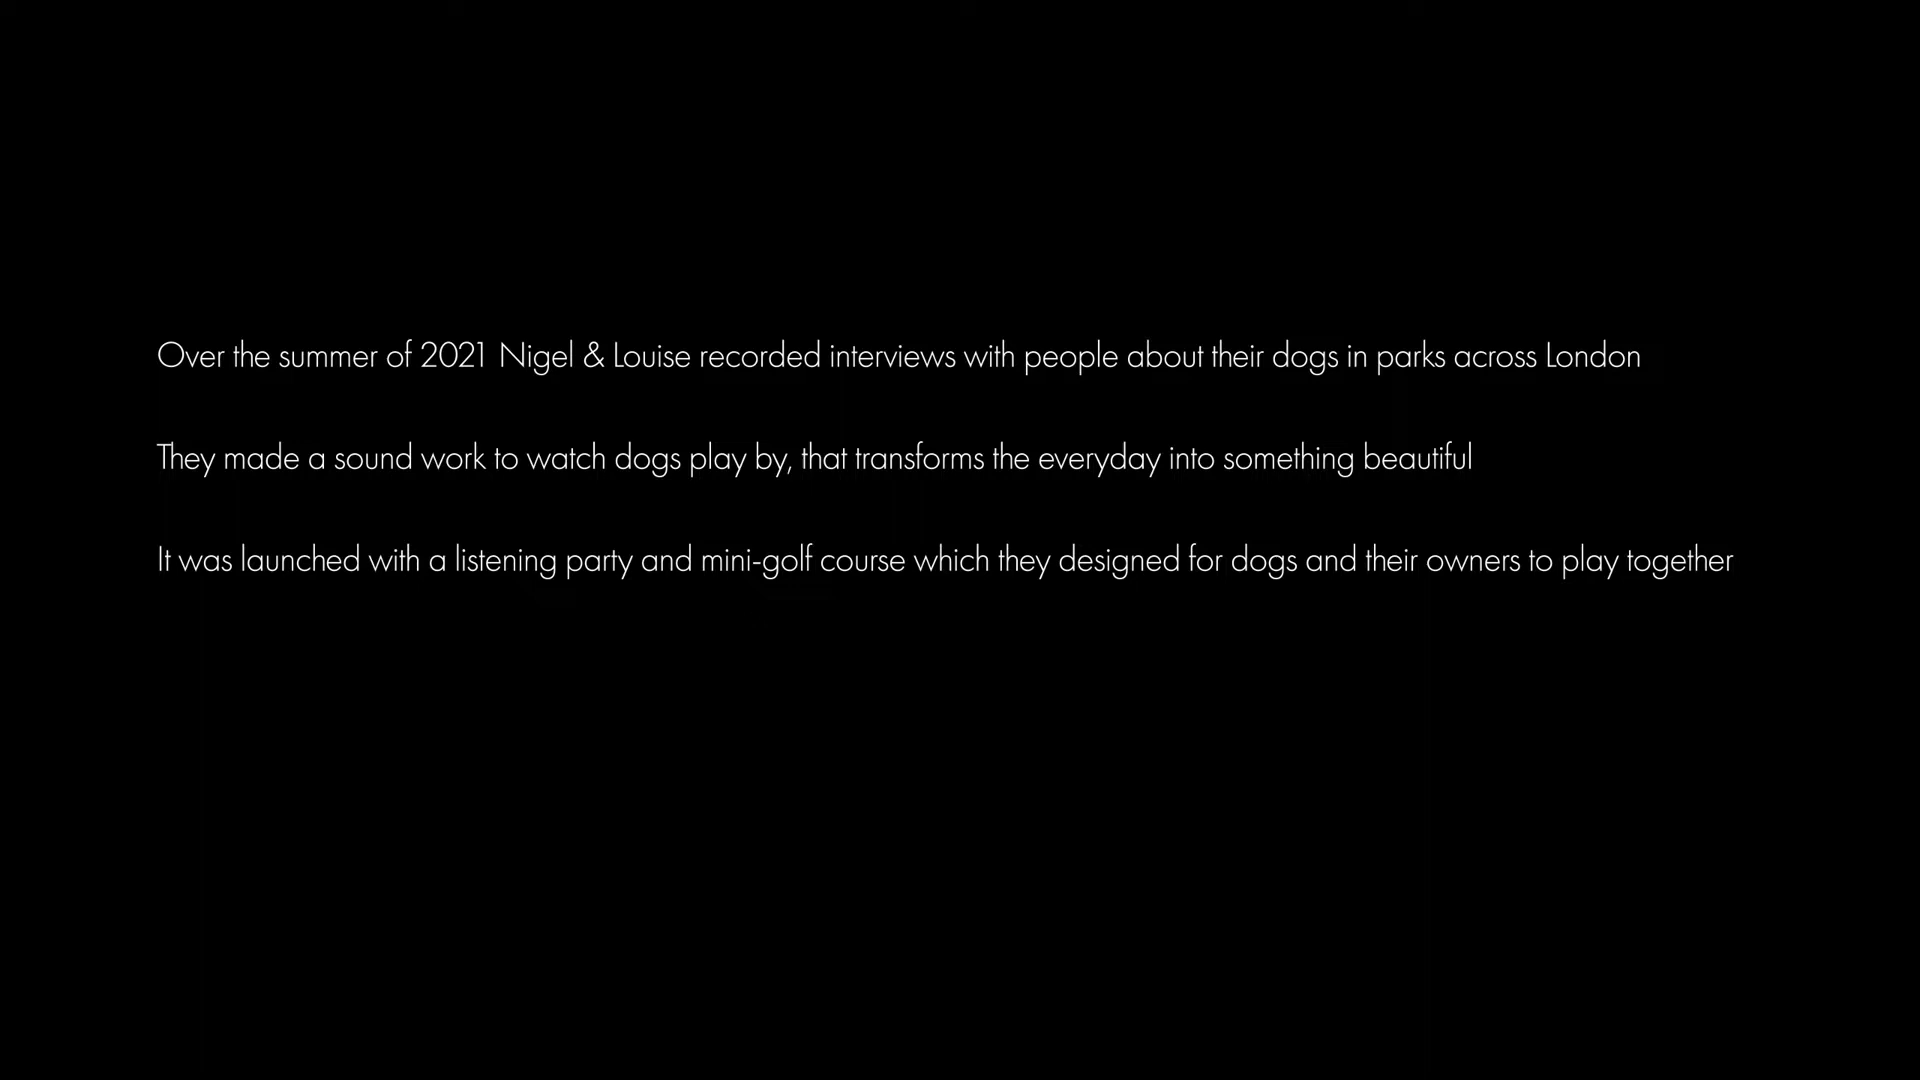 Over the summer of 2021 Nigel & Louise recorded interviews with people about their dogs in parks across London
They made a sound work to watch dogs play by, that transforms the everyday into something beautiful
It was launched with a listening party and mini-golf course which they designed for dogs and their owners to play together